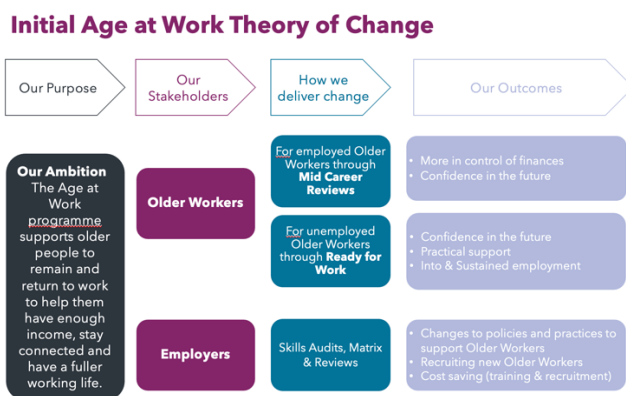 Initial Age at Work Theory of Change
Our Purpose
Our
Stakeholders
How we
deliver change
Our Outcomes
Our Ambition
The Age at
Work
programme
supports older
people to
remain and
return to work
to help them
have enough
income, stay
connected and
have a fuller
working life.
Older Workers
For employed Older
Workers through
Mid Career
Reviews
• More in control of finances
• Confidence in the future
For unemployed
Older Workers
through Ready for
Work
• Confidence in the future
• Practical support
• Into & Sustained employment
Employers
Skills Audits, Matrix
& Reviews
• Changes to policies and practices to
support Older Workers
• Recruiting new Older Workers
• Cost saving (training & recruitment)